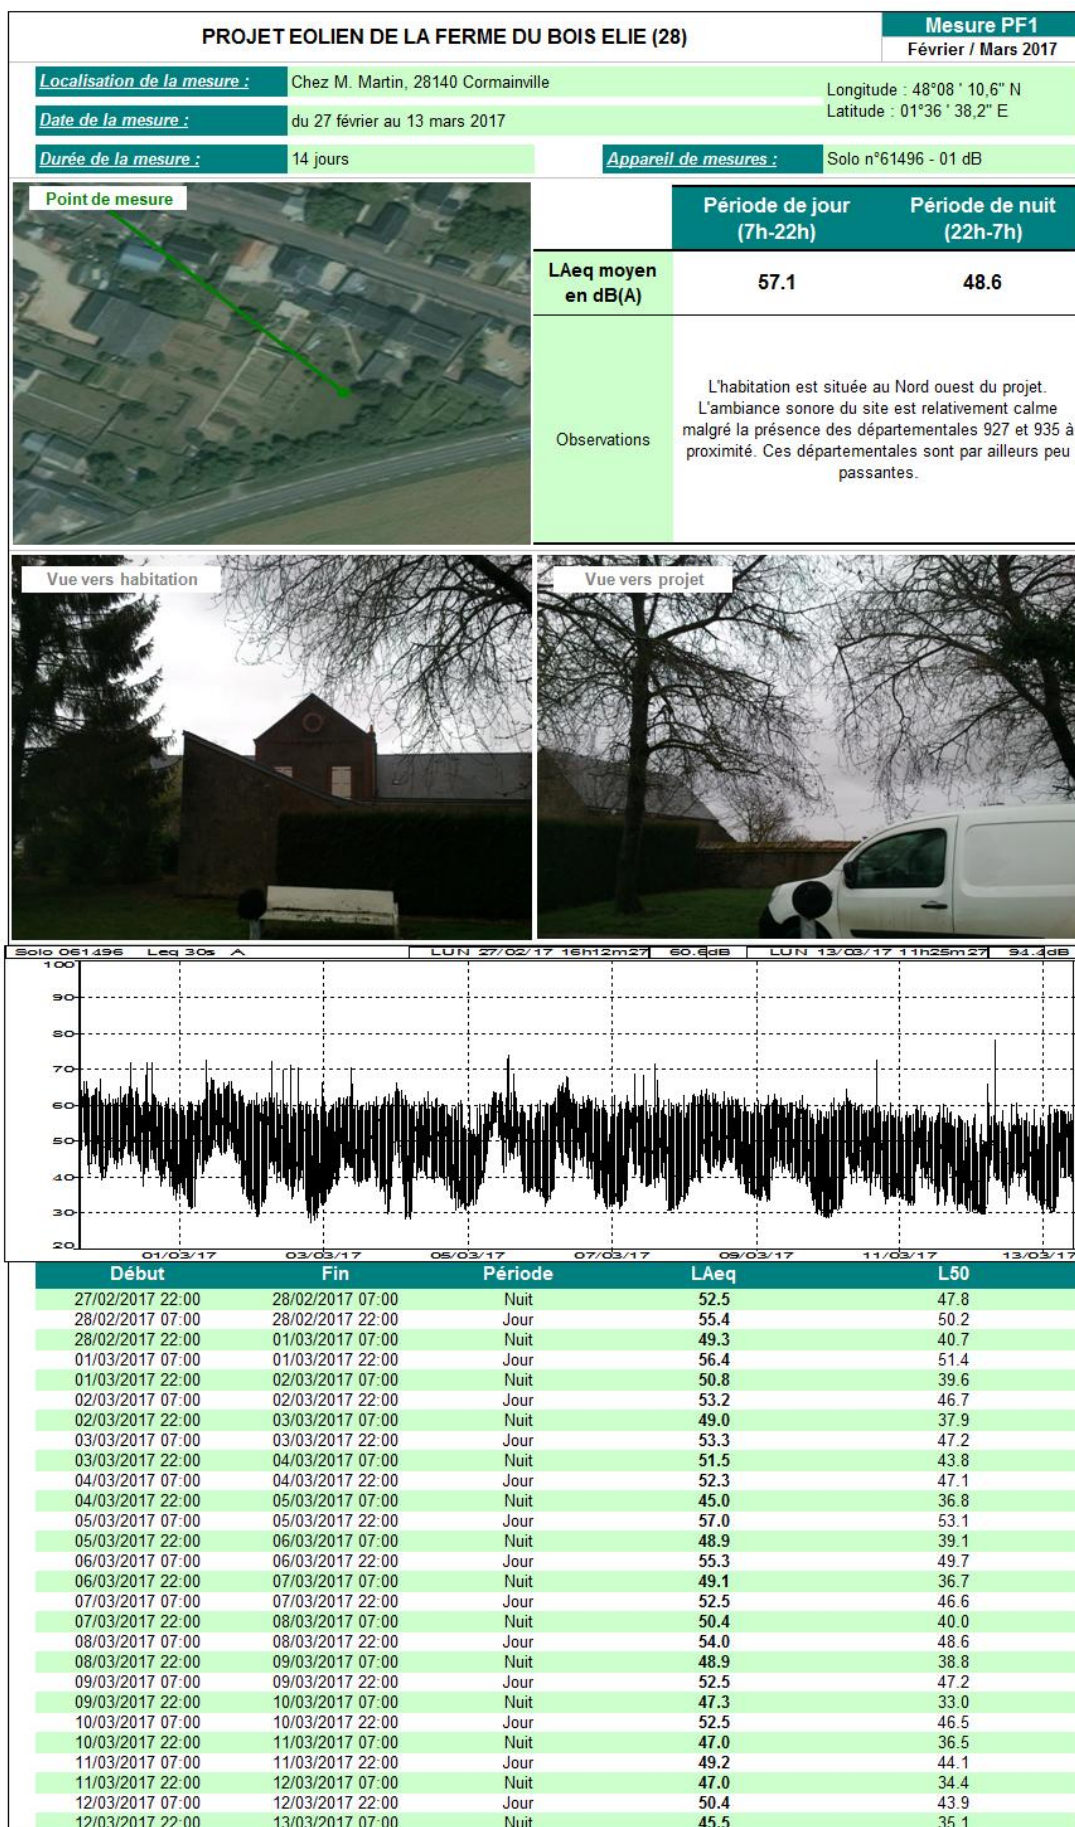 PROJET EOLIEN DE LA FERME DU BOIS ELIE (28)
Mesure PF1
Février / Mars 2017
Localisation de la mesure :
Chez M. Martin, 28140 Cormainville
Longitude : 48°08 ' 10,6" N
Latitude : 01°36 ' 38,2" E
Date de la mesure :
du 27 février au 13 mars 2017
Durée de la mesure :
14 jours
Appareil de mesures :
Solo n°61496 - 01 dB
Point de mesure
Période de jour
(7h-22h)
Période de nuit
(22h-7h)
LAeq moyen
en dB(A)
57.1
48.6
Observations
L'habitation est située au Nord ouest du projet.
L'ambiance sonore du site est relativement calme
malgré la présence des départementales 927 et 935 à
proximité. Ces départementales sont par ailleurs peu
passantes.
Vue vers habitation
Vue vers projet
Solo 061496 Leq 30s A LUN 27/02/17 16h12m27 60.6dB LUN 13/03/17 11h25m27 94.4dB
100
90
80
70
60
50
40
30
20
01/03/17 03/03/17 05/03/17 07/03/17 09/03/17 11/03/17 13/03/17
Début Fin Période LAeq L50
27/02/2017 22:00 28/02/2017 07:00 Nuit 52.5 47.8
28/02/2017 07:00 28/02/2017 22:00 Jour 55.4 50.2
28/02/2017 22:00 01/03/2017 07:00 Nuit 49.3 40.7
01/03/2017 07:00 01/03/2017 22:00 Jour 56.4 51.4
01/03/2017 22:00 02/03/2017 07:00 Nuit 50.8 39.6
02/03/2017 07:00 02/03/2017 22:00 Jour 53.2 46.7
02/03/2017 22:00 03/03/2017 07:00 Nuit 49.0 37.9
03/03/2017 07:00 03/03/2017 22:00 Jour 53.3 47.2
03/03/2017 22:00 04/03/2017 07:00 Nuit 51.5 43.8
04/03/2017 07:00 04/03/2017 22:00 Jour 52.3 47.1
04/03/2017 22:00 05/03/2017 07:00 Nuit 45.0 36.8
05/03/2017 07:00 05/03/2017 22:00 Jour 57.0 53.1
05/03/2017 22:00 06/03/2017 07:00 Nuit 48.9 39.1
06/03/2017 07:00 06/03/2017 22:00 Jour 55.3 49.7
06/03/2017 22:00 07/03/2017 07:00 Nuit 49.1 36.7
07/03/2017 07:00 07/03/2017 22:00 Jour 52.5 46.6
07/03/2017 22:00 08/03/2017 07:00 Nuit 50.4 40.0
08/03/2017 07:00 08/03/2017 22:00 Jour 54.0 48.6
08/03/2017 22:00 09/03/2017 07:00 Nuit 48.9 38.8
09/03/2017 07:00 09/03/2017 22:00 Jour 52.5 47.2
09/03/2017 22:00 10/03/2017 07:00 Nuit 47.3 33.0
10/03/2017 07:00 10/03/2017 22:00 Jour 52.5 46.5
10/03/2017 22:00 11/03/2017 07:00 Nuit 47.0 36.5
11/03/2017 07:00 11/03/2017 22:00 Jour 49.2 44.1
11/03/2017 22:00 12/03/2017 07:00 Nuit 47.0 34.4
12/03/2017 07:00 12/03/2017 22:00 Jour 50.4 43.9
12/03/2017 22:00 13/03/2017 07:00 Nuit 45.5 35.1